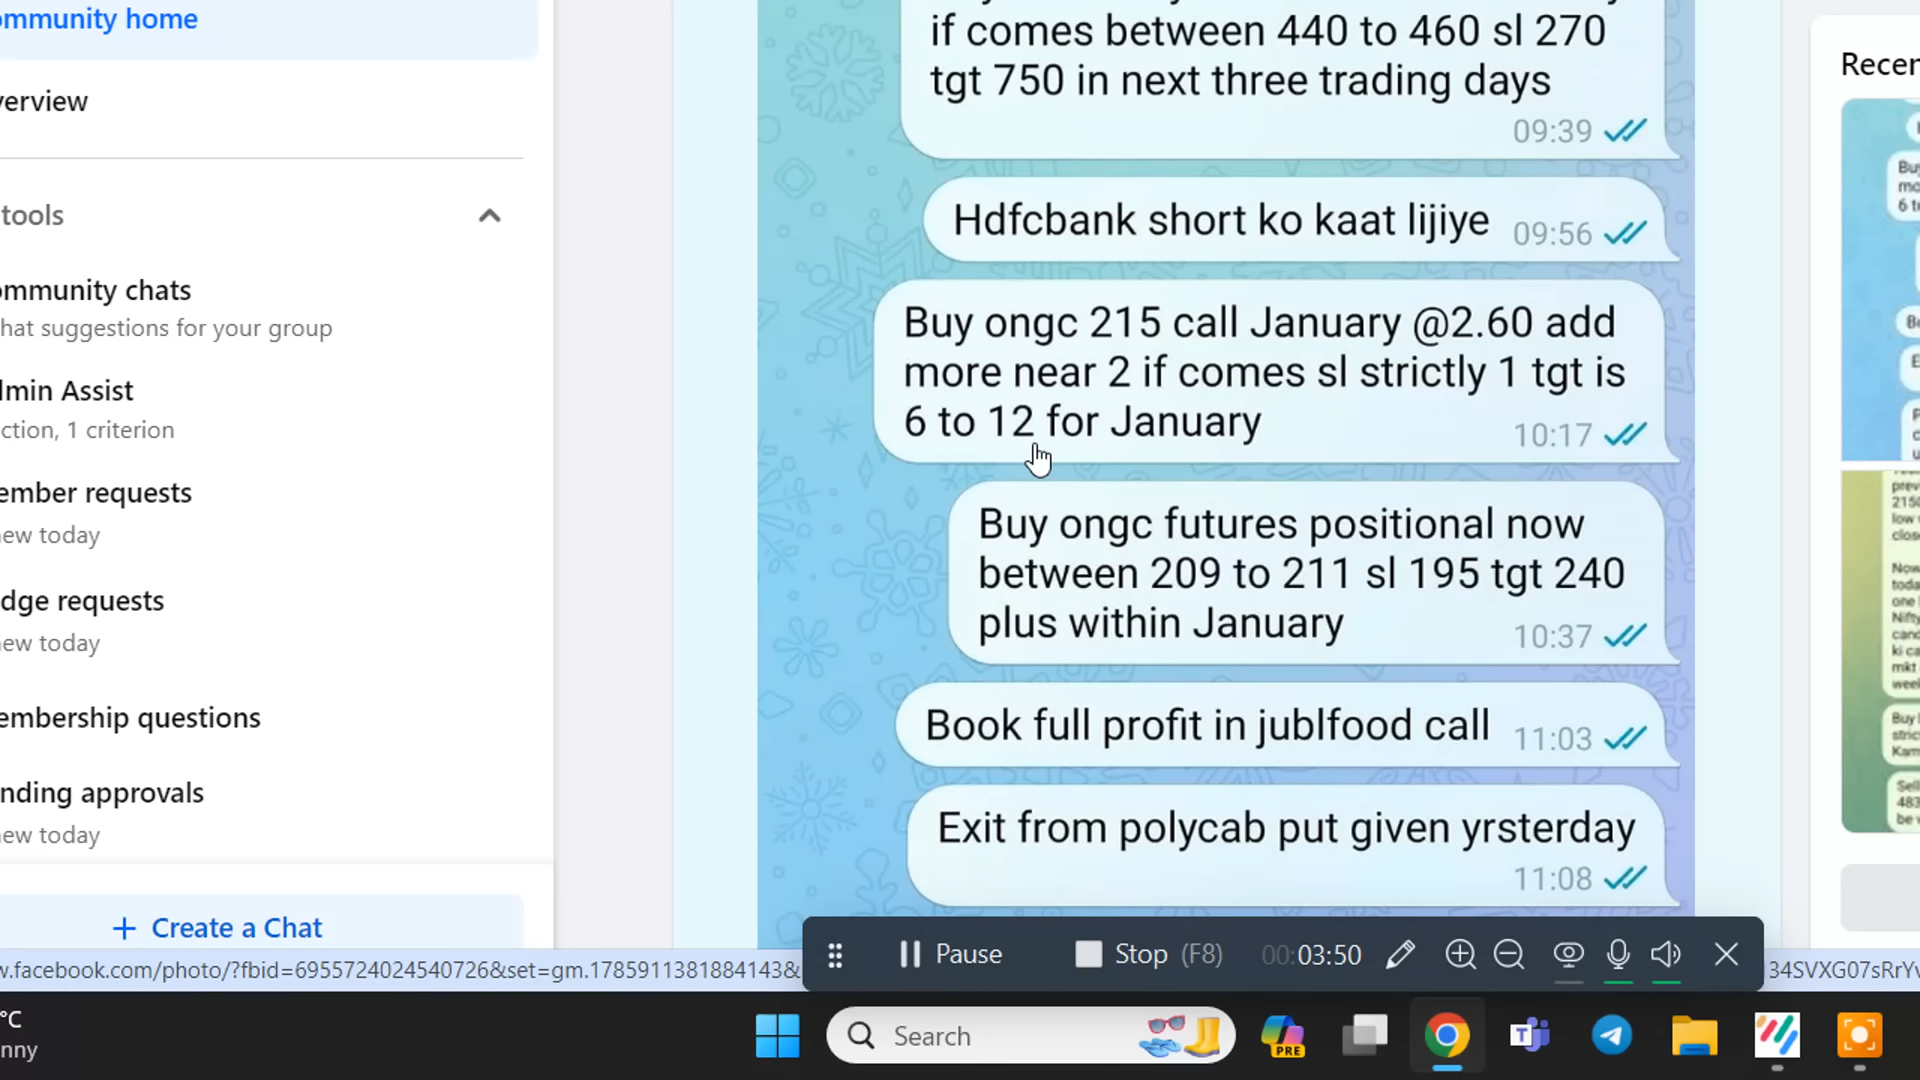 ommunity home
verview
tools
ommunity chats
hat suggestions for your group
dmin Assist
ction, 1 criterion
ember requests
ew today
dge requests
ew today
embership questions
nding approvals
ew today
+ Create a Chat
if comes between 440 to 460 sl 270
tgt 750 in next three trading days
09:39
Hdfcbank short ko kaat lijiye 09:56
Buy ongc 215 call January @2.60 add
more near 2 if comes sl strictly 1 tgt is
6 to 12 for January 10:17
Buy ongc futures positional now
between 209 to 211 sl 195 tgt 240
plus within January 10:37
Book full profit in jublfood call 11:03
Exit from polycab put given yrsterday
11:08
Recen
Pause Stop (F8) 00:03:50
w.facebook.com/photo/?fbid=6955724024540726&set=gm.1785911381884143&
34SVXG07sRrYv
°C
nny
Search
PRE